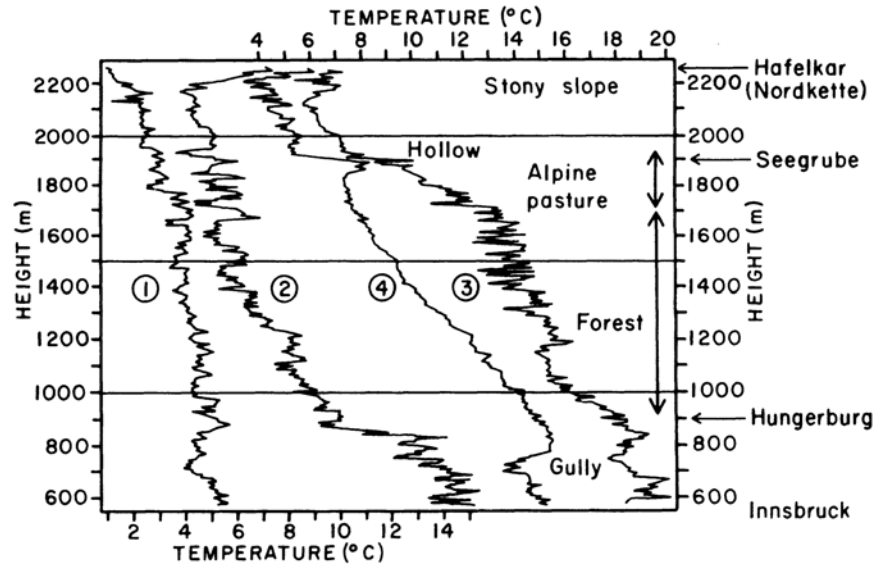 TEMPERATURE (°C)
4 6 8 10 12 14 16 18 20
2200 Stony slope 2200 Hafelkar
(Nordkette)
2000 2000
Hollow
Seegrube
1800 Alpine 1800
pasture
HEIGHT (m) 1600 1600 HEIGHT (m)
1400 ① ② ④ ③ 1400
Forest
1200 1200
1000 1000
Hungerburg
800 800
Gully
600 600 Innsbruck
2 4 6 8 10 12 14
TEMPERATURE (°C)